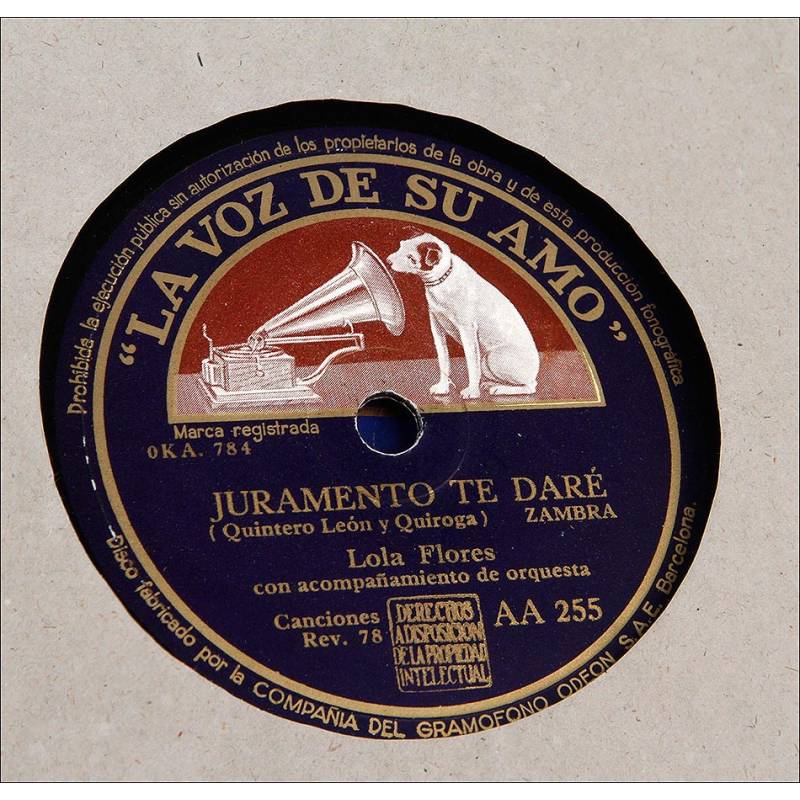 Prohibida la ejecución pública sin autorización de los propietarios de la obra y de esta producción fonográfica
"LA VOZ DE SU AMO"
Marca registrada
OKA. 784
JURAMENTO TE DARÉ
(Quintero León y Quiroga) ZAMBRA
Lola Flores
con acompañamiento de orquesta
Canciones
Rev. 78
DERECHOS
A DISPOSICION
DE LA PROPIEDAD
INTELECTUAL
AA 255
Disco fabricado por la COMPAÑIA DEL GRAMOFONO ODEON S.A.E. Barcelona.